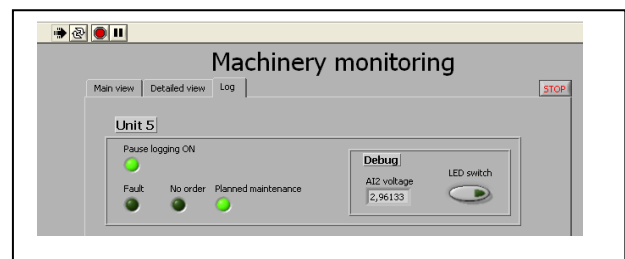 Machinery monitoring
Main view Detailed view Log
STOP
Unit 5
Pause logging ON
Fault No order Planned maintenance
Debug
AI2 voltage
2,96133
LED switch